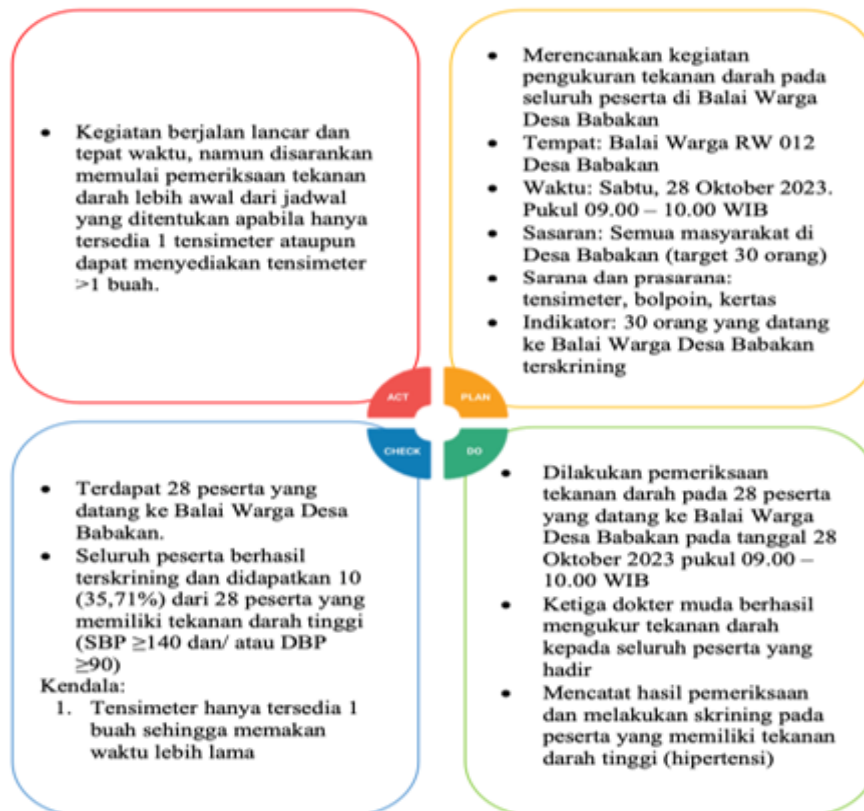 • Kegiatan berjalan lancar dan
tepat waktu, namun disarankan
memulai pemeriksaan tekanan
darah lebih awal dari jadwal
yang ditentukan apabila hanya
tersedia 1 tensimeter ataupun
dapat menyediakan tensimeter
>1 buah.
• Merencanakan kegiatan
pengukuran tekanan darah pada
seluruh peserta di Balai Warga
Desa Babakan
• Tempat: Balai Warga RW 012
Desa Babakan
• Waktu: Sabtu, 28 Oktober 2023.
Pukul 09.00 – 10.00 WIB
• Sasaran: Semua masyarakat di
Desa Babakan (target 30 orang)
• Sarana dan prasarana:
tensimeter, bolpoin, kertas
• Indikator: 30 orang yang datang
ke Balai Warga Desa Babakan
terskrining
ACT
PLAN
CHECK
DO
• Terdapat 28 peserta yang
datang ke Balai Warga Desa
Babakan.
• Seluruh peserta berhasil
terskrining dan didapatkan 10
(35,71%) dari 28 peserta yang
memiliki tekanan darah tinggi
(SBP ≥140 dan/ atau DBP
≥90)
Kendala:
1. Tensimeter hanya tersedia 1
buah sehingga memakan
waktu lebih lama
• Dilakukan pemeriksaan
tekanan darah pada 28 peserta
yang datang ke Balai Warga
Desa Babakan pada tanggal 28
Oktober 2023 pukul 09.00 –
10.00 WIB
• Ketiga dokter muda berhasil
mengukur tekanan darah
kepada seluruh peserta yang
hadir
• Mencatat hasil pemeriksaan
dan melakukan skrining pada
peserta yang memiliki tekanan
darah tinggi (hipertensi)